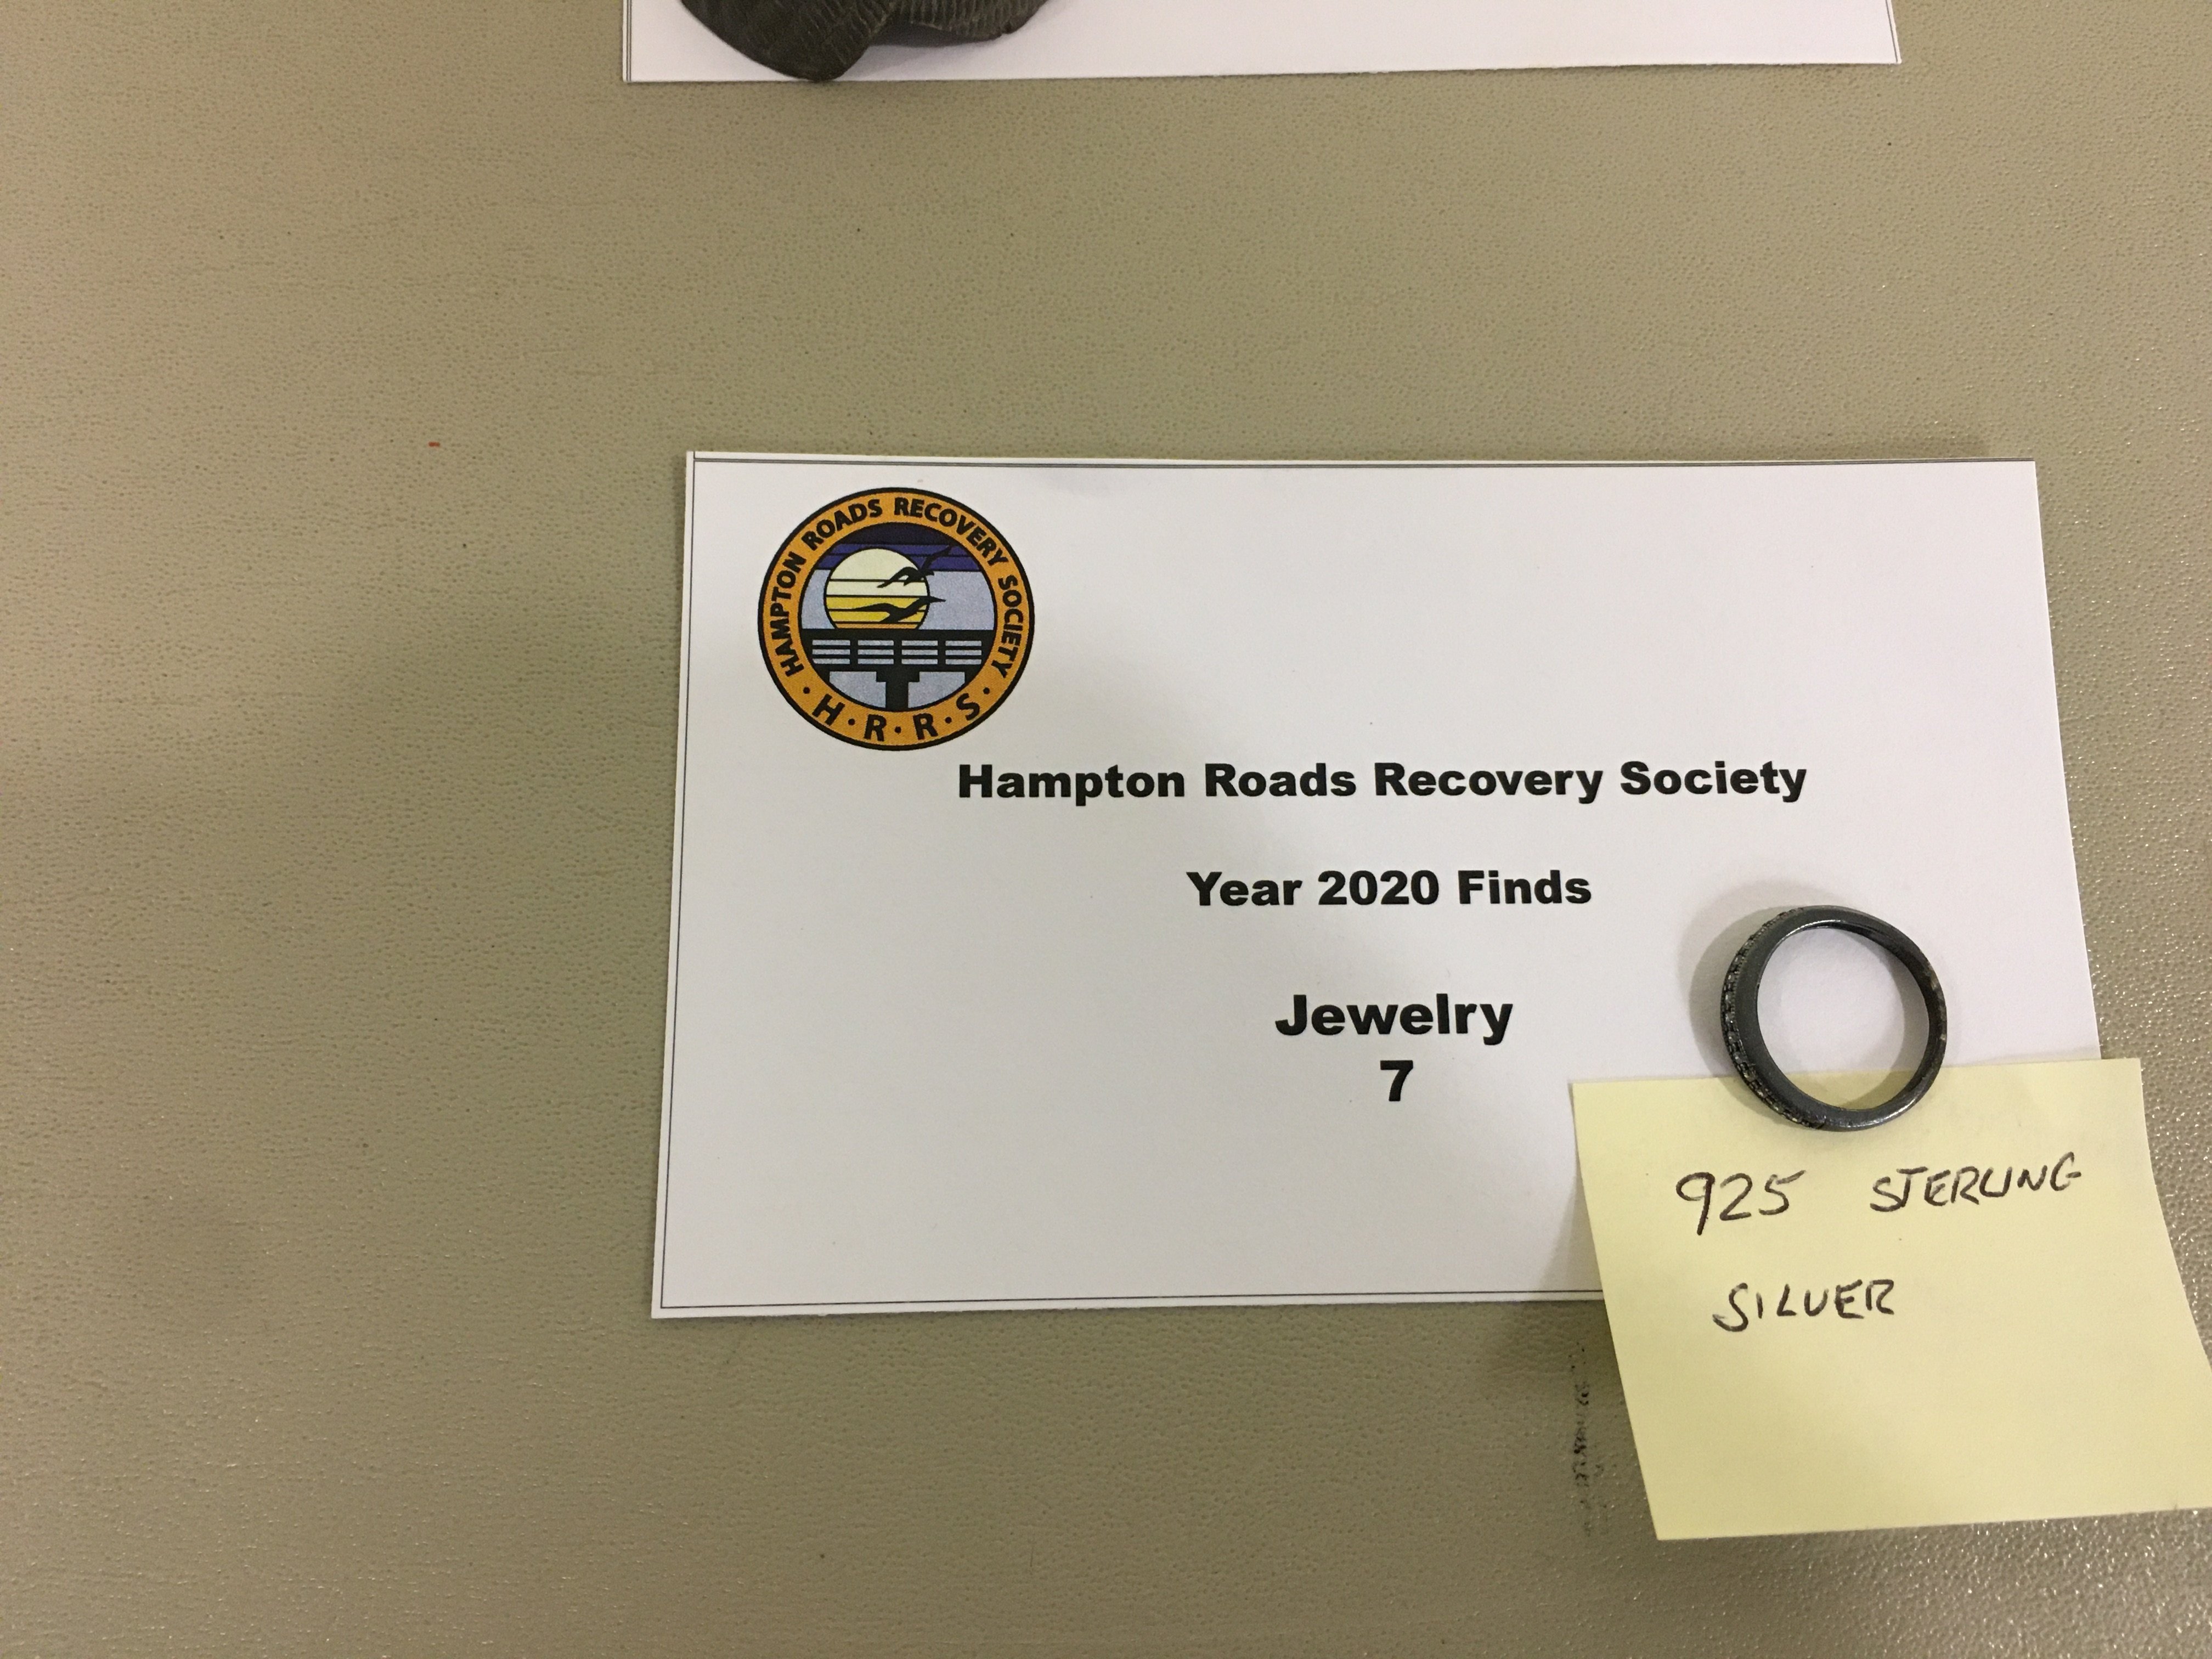 HAMPTON ROADS RECOVERY SOCIETY
· H · R · R · S ·
Hampton Roads Recovery Society
Year 2020 Finds
Jewelry
7
925 STERLING
SILVER